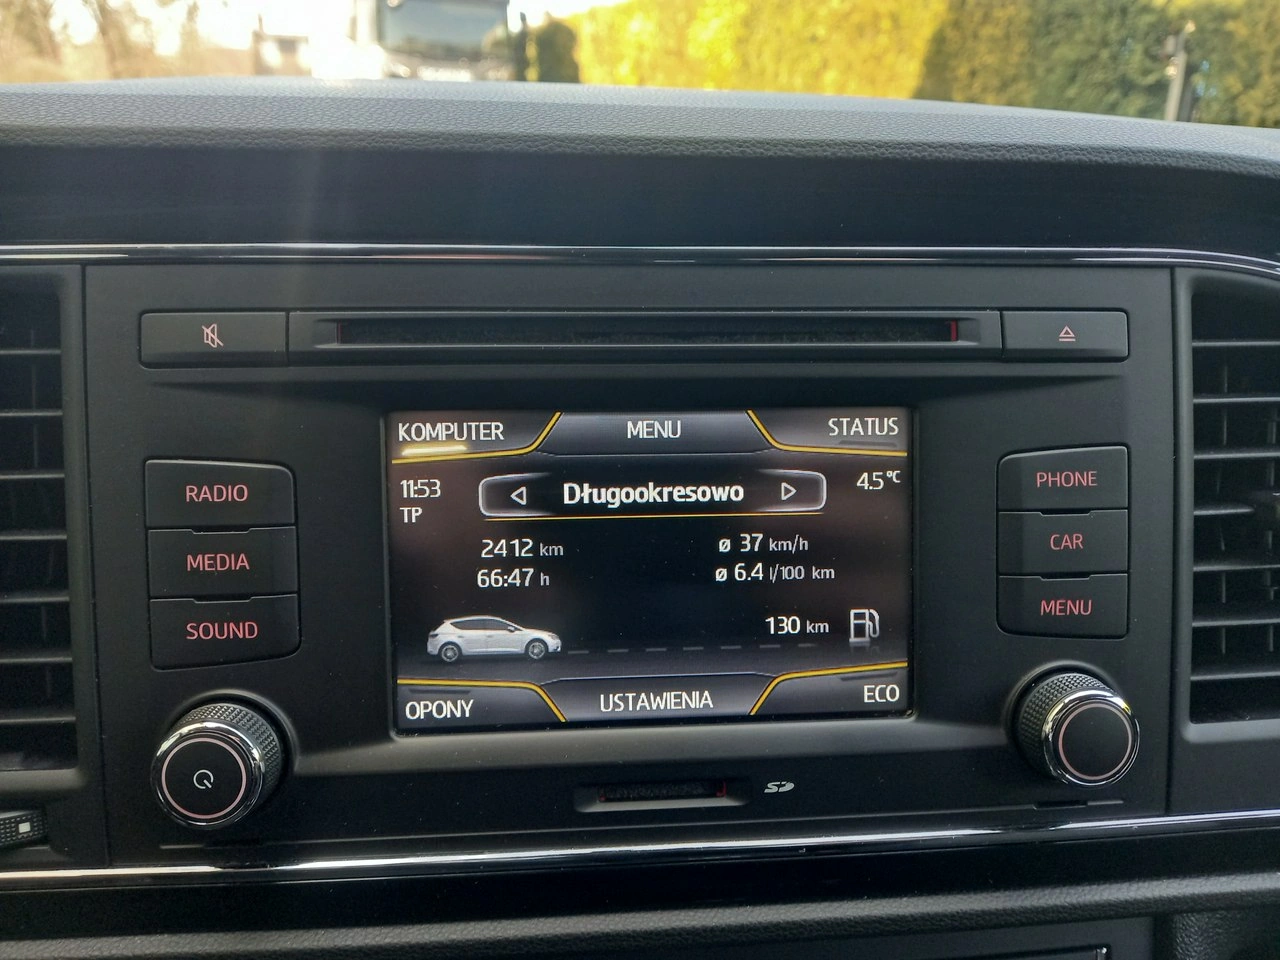 KOMPUTER MENU STATUS
11:53 Długookresowo 4.5°C
TP
2412 km ø 37 km/h
66:47 h ø 6.4 l/100 km
130 km
OPONY USTAWIENIA ECO
RADIO
MEDIA
SOUND
PHONE
CAR
MENU
SD